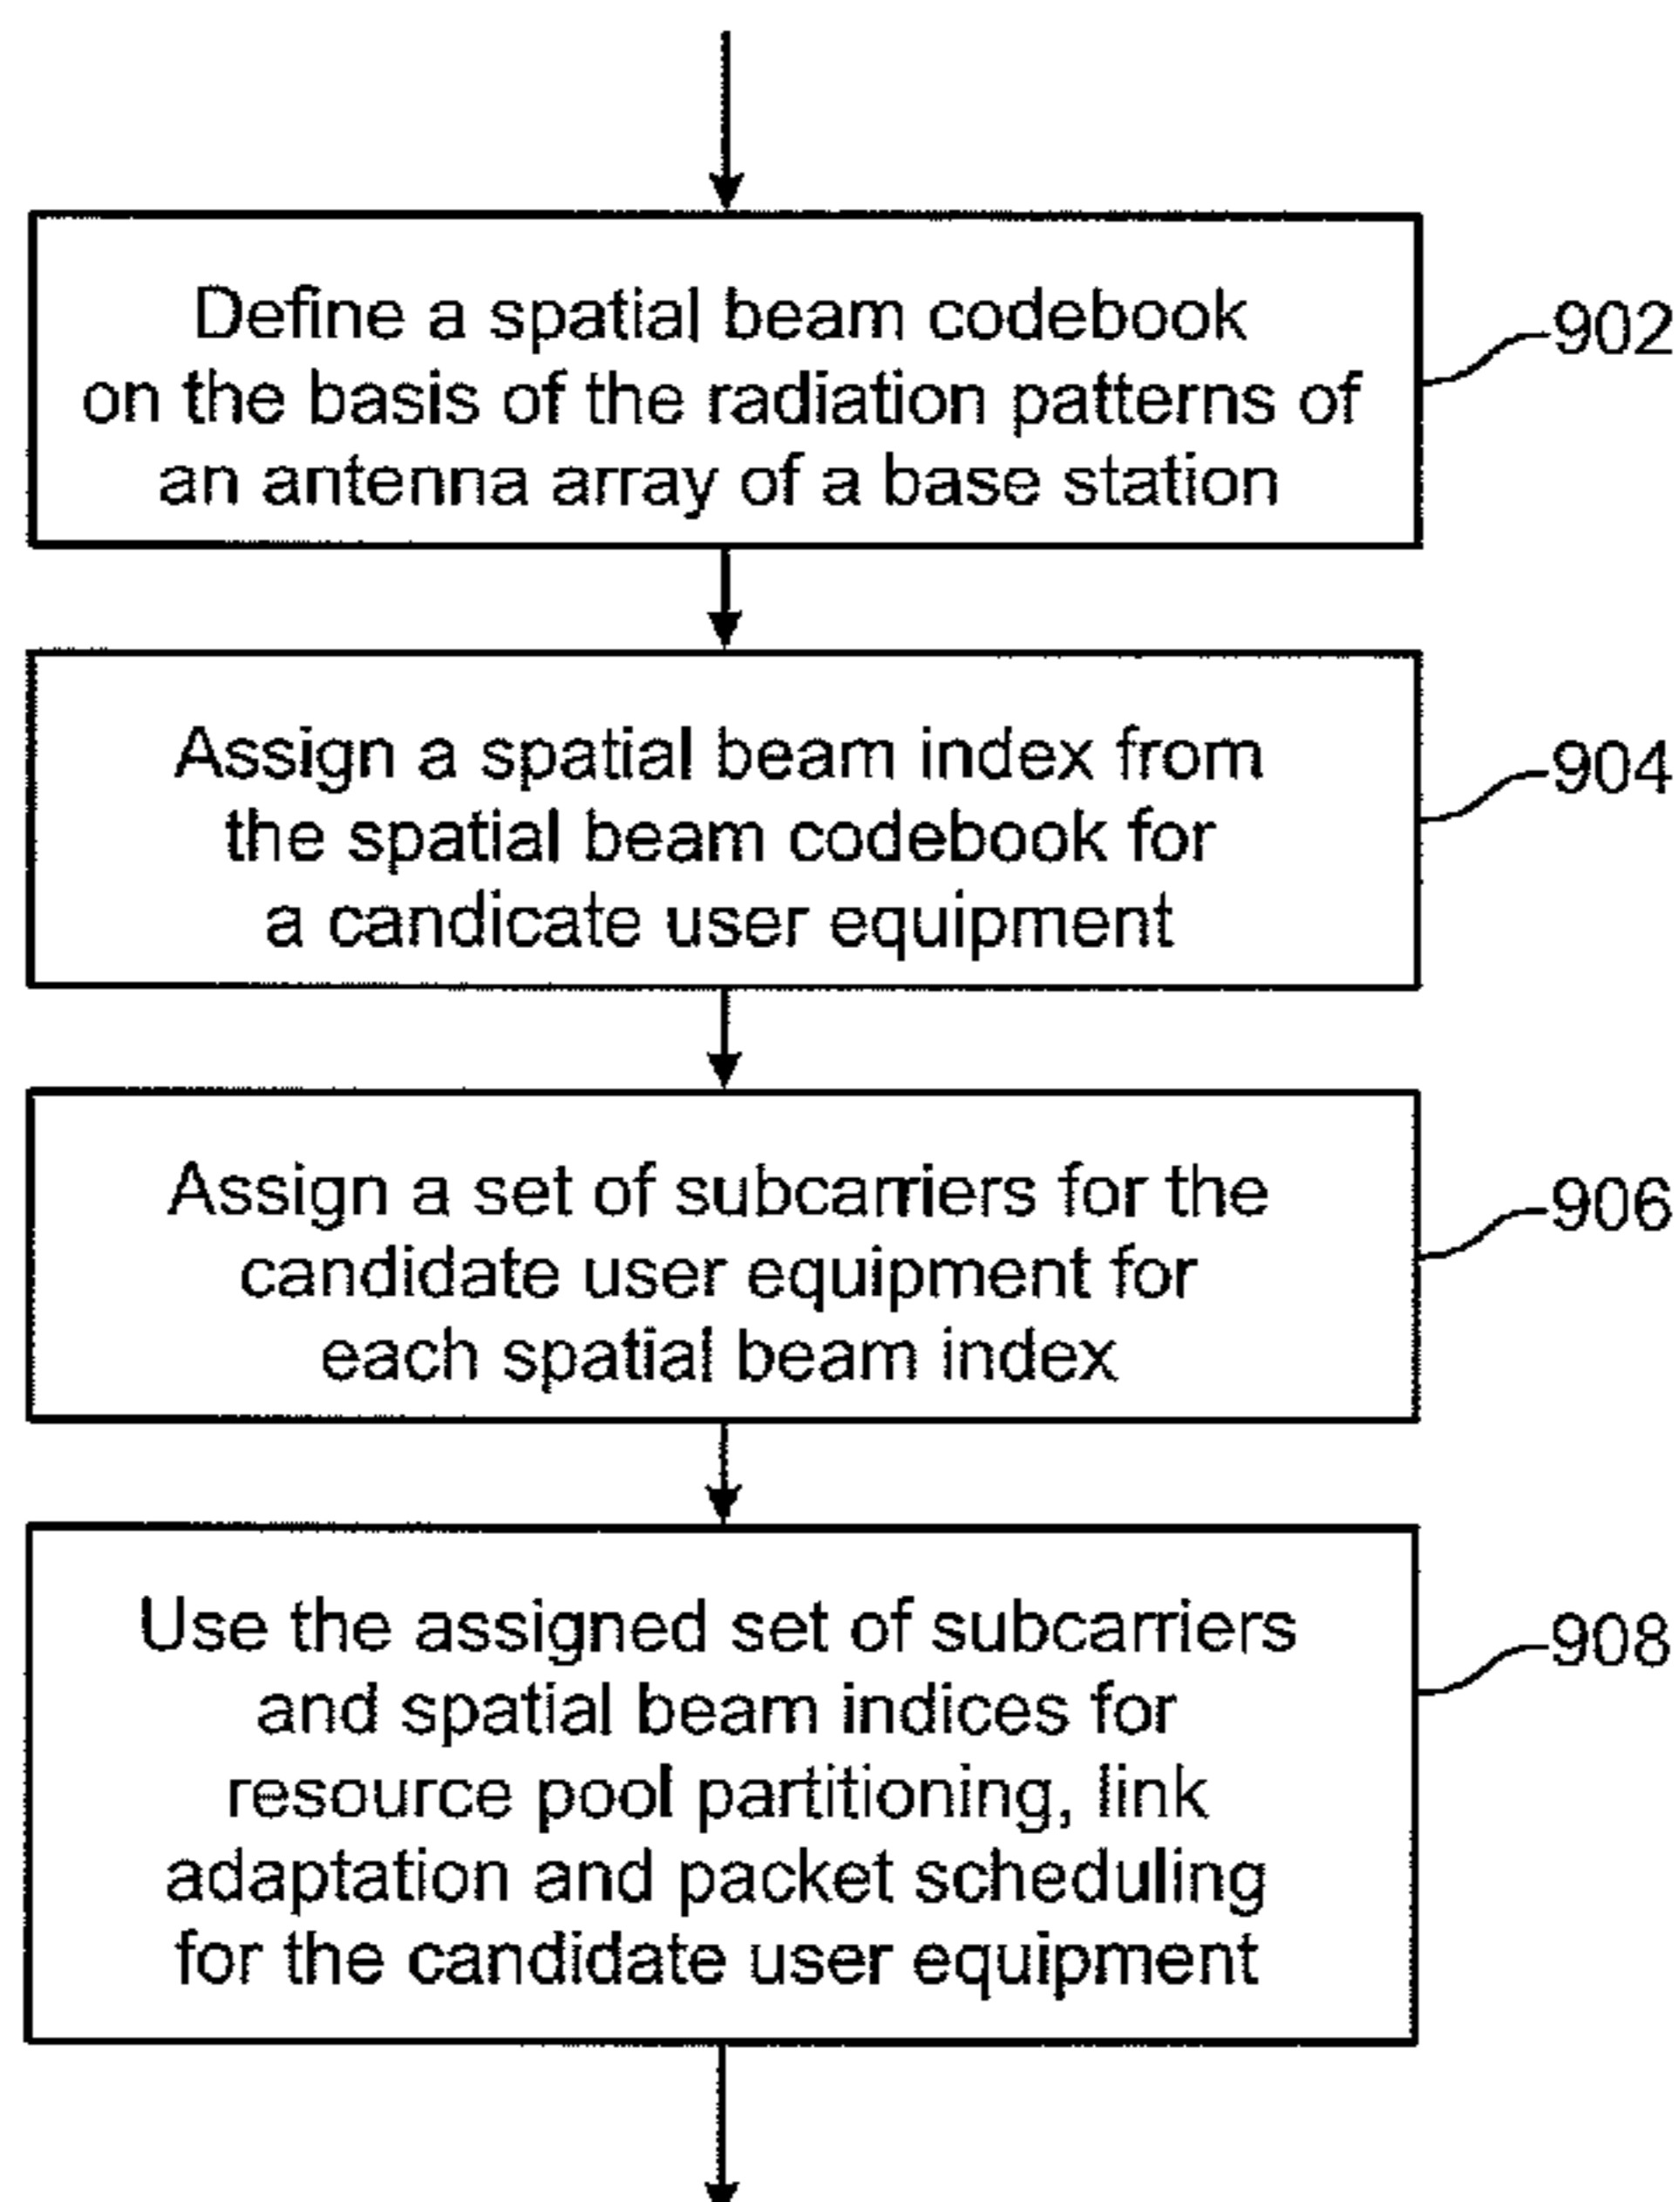 Define a spatial beam codebook
on the basis of the radiation patterns of
an antenna array of a base station
902
Assign a spatial beam index from
the spatial beam codebook for
a candicate user equipment
904
Assign a set of subcarriers for the
candidate user equipment for
each spatial beam index
906
Use the assigned set of subcarriers
and spatial beam indices for
resource pool partitioning, link
adaptation and packet scheduling
for the candidate user equipment
908